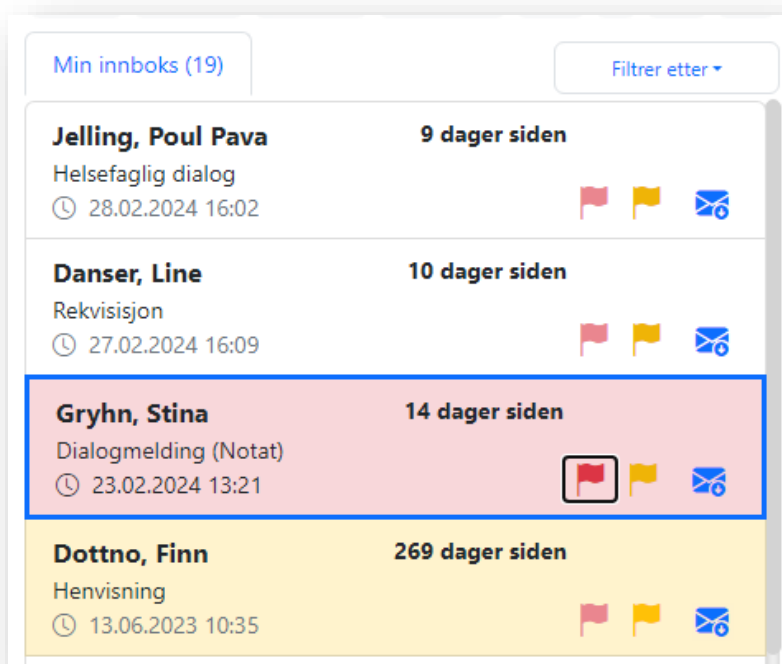 Min innboks (19)
Filtrer etter
Jelling, Poul Pava
9 dager siden
Helsefaglig dialog
28.02.2024 16:02
Danser, Line
10 dager siden
Rekvisisjon
27.02.2024 16:09
Gryhn, Stina
14 dager siden
Dialogmelding (Notat)
23.02.2024 13:21
Dottno, Finn
269 dager siden
Henvisning
13.06.2023 10:35